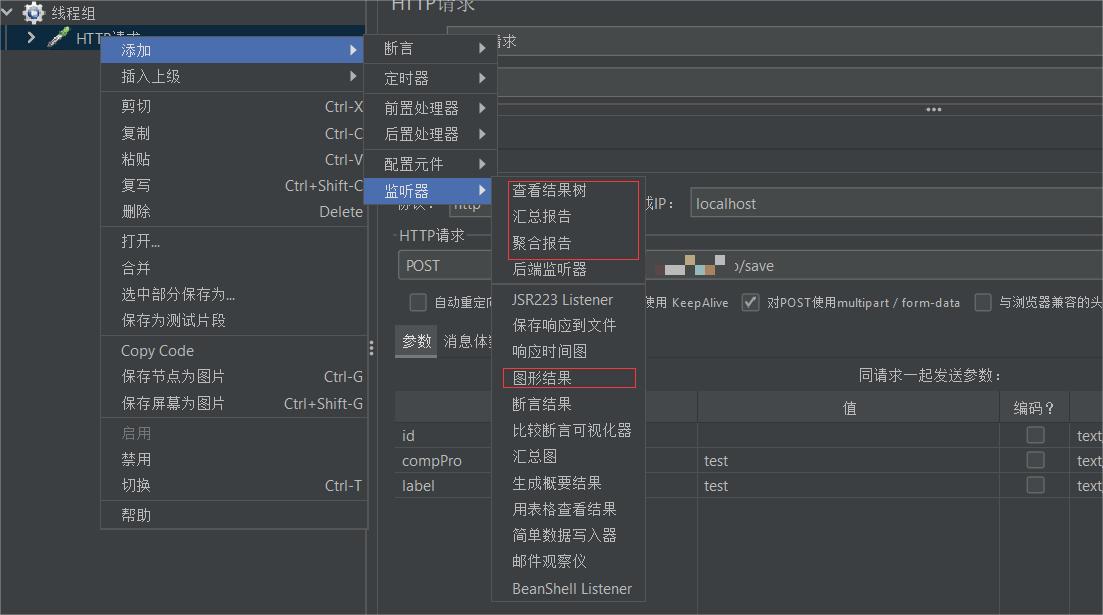 HTTP请求
线程组
HTTP请求
添加
插入上级
剪切 Ctrl-X
复制 Ctrl-C
粘贴 Ctrl-V
复写 Ctrl+Shift-C
删除 Delete
打开...
合并
选中部分保存为...
保存为测试片段
Copy Code
保存节点为图片 Ctrl-G
保存屏幕为图片 Ctrl+Shift-G
启用
禁用
切换 Ctrl-T
帮助
断言
定时器
前置处理器
后置处理器
配置元件
监听器
查看结果树
汇总报告
聚合报告
后端监听器
JSR223 Listener
保存响应到文件
响应时间图
图形结果
断言结果
比较断言可视化器
汇总图
生成概要结果
用表格查看结果
简单数据写入器
邮件观察仪
BeanShell Listener
请求
协议： http
IP： localhost
HTTP请求
POST
/save
自动重定向
使用 KeepAlive
对POST使用multipart / form-data
与浏览器兼容的头
参数 消息体数
同请求一起发送参数：
值 编码？
id text
compPro test text
label test text